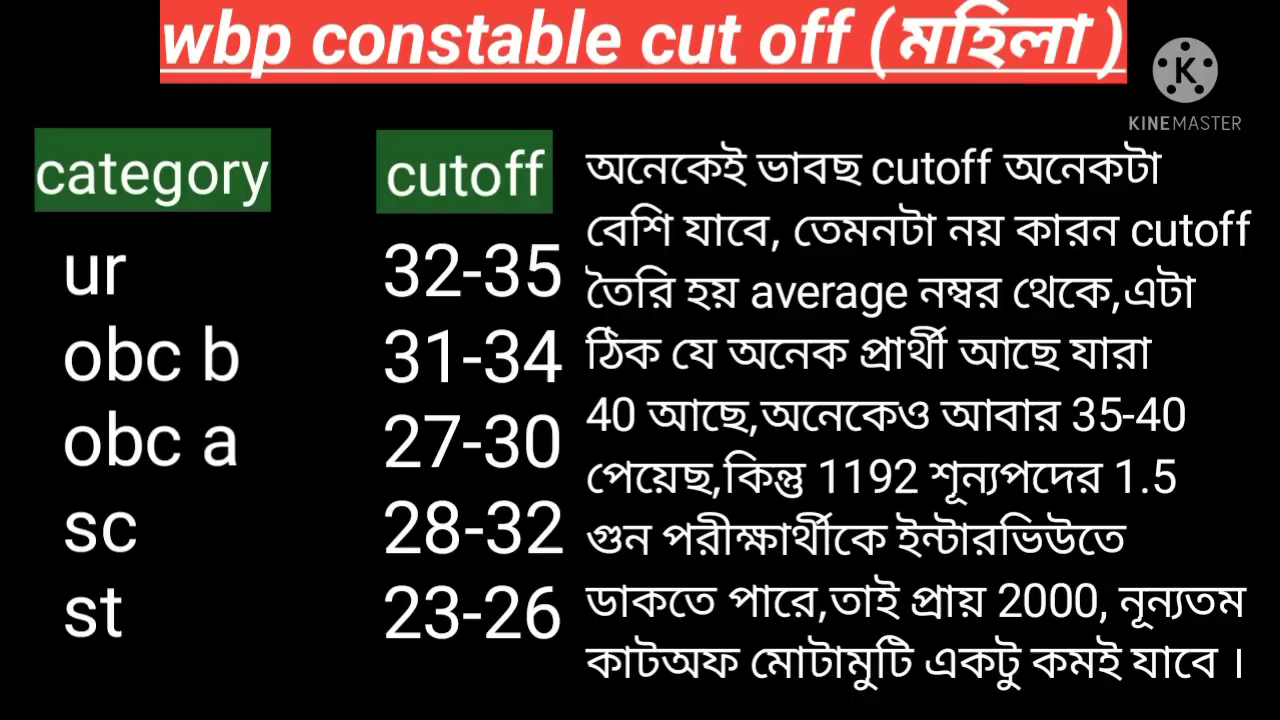 wbp constable cut off (মহিলা )
K
KINEMASTER
category cutoff
ur 32-35
obc b 31-34
obc a 27-30
sc 28-32
st 23-26
অনেকেই ভাবছ cutoff অনেকটা
বেশি যাবে, তেমনটা নয় কারন cutoff
তৈরি হয় average নম্বর থেকে,এটা
ঠিক যে অনেক প্রার্থী আছে যারা
40 আছে,অনেকেও আবার 35-40
পেয়েছ,কিন্তু 1192 শূন্যপদের 1.5
গুন পরীক্ষার্থীকে ইন্টারভিউতে
ডাকতে পারে,তাই প্রায় 2000, নূন্যতম
কাটঅফ মোটামুটি একটু কমই যাবে ।